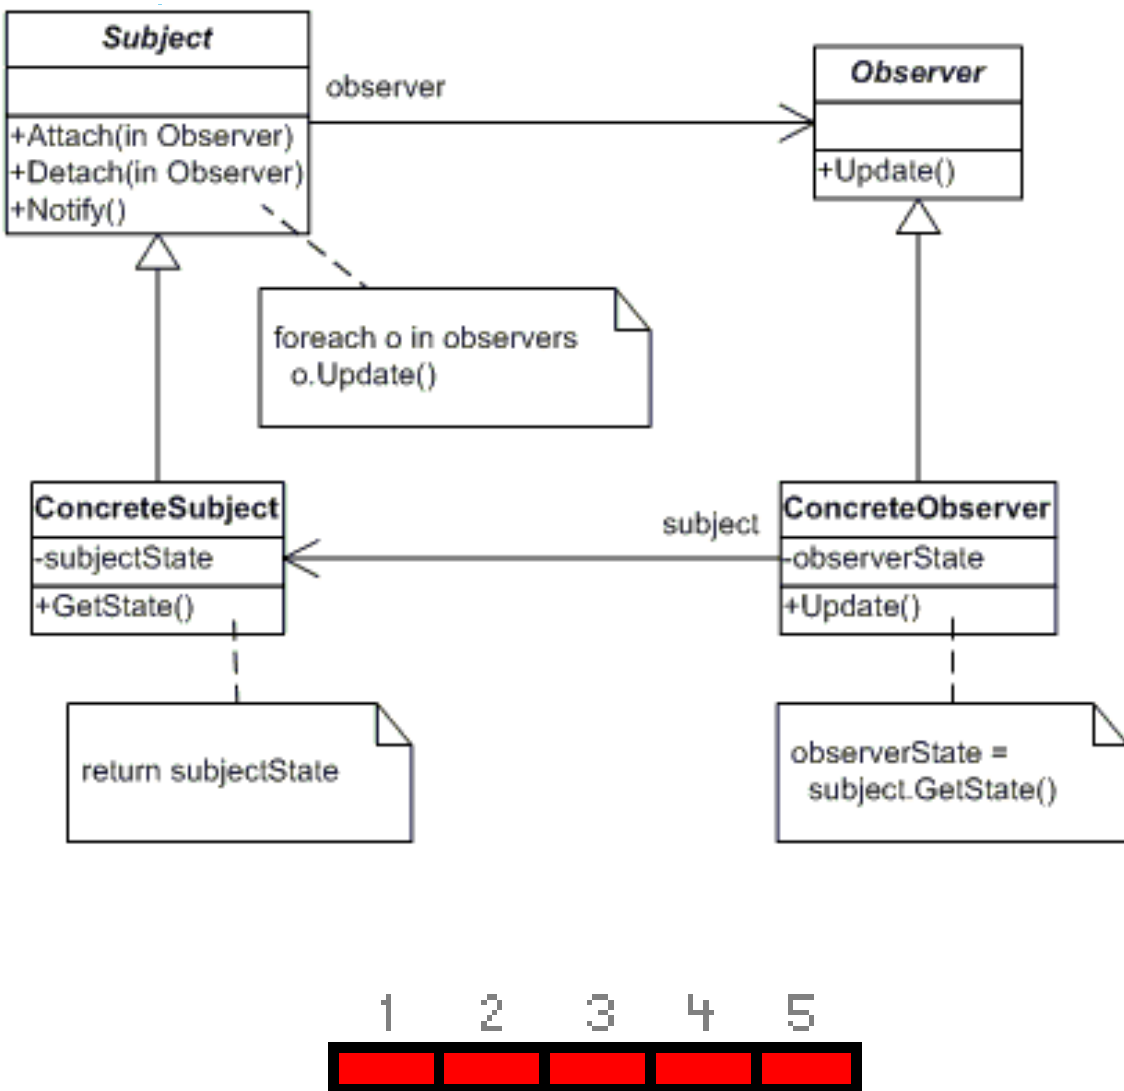 Subject
+Attach(in Observer)
+Detach(in Observer)
+Notify()
observer
Observer
+Update()
foreach o in observers
o.Update()
ConcreteSubject
-subjectState
+GetState()
subject
ConcreteObserver
-observerState
+Update()
return subjectState
observerState =
subject.GetState()
1 2 3 4 5